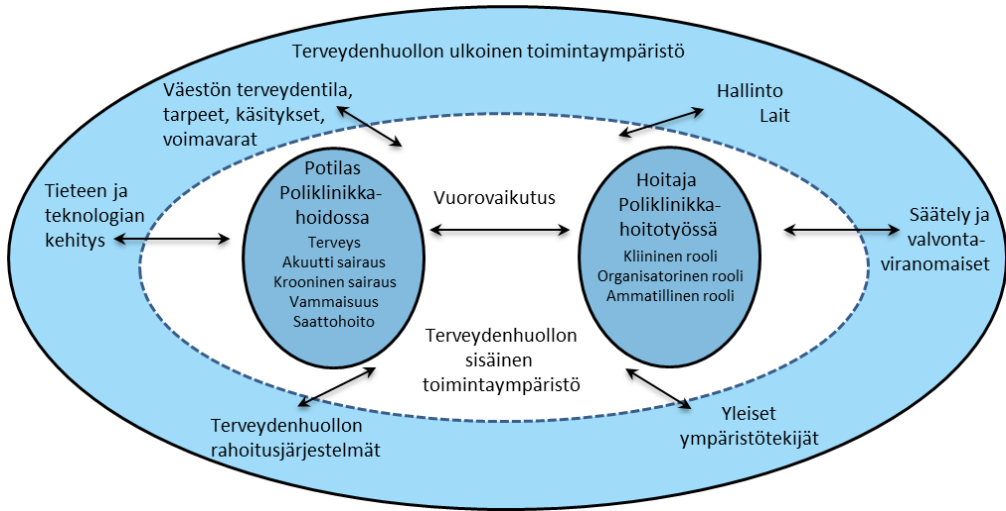 Terveydenhuollon ulkoinen toimintaympäristö
Väestön terveydentila,
tarpeet, käsitykset,
voimavarat
Hallinto
Lait
Tieteen ja
teknologian
kehitys
Potilas
Poliklinikka-
hoidossa
Terveys
Akuutti sairaus
Krooninen sairaus
Vammaisuus
Saattohoito
Vuorovaikutus
Hoitaja
Poliklinikka-
hoitotyössä
Kliininen rooli
Organisatorinen rooli
Ammatillinen rooli
Säätely ja
valvonta-
viranomaiset
Terveydenhuollon
sisäinen
toimintaympäristö
Terveydenhuollon
rahoitusjärjestelmät
Yleiset
ympäristötekijät